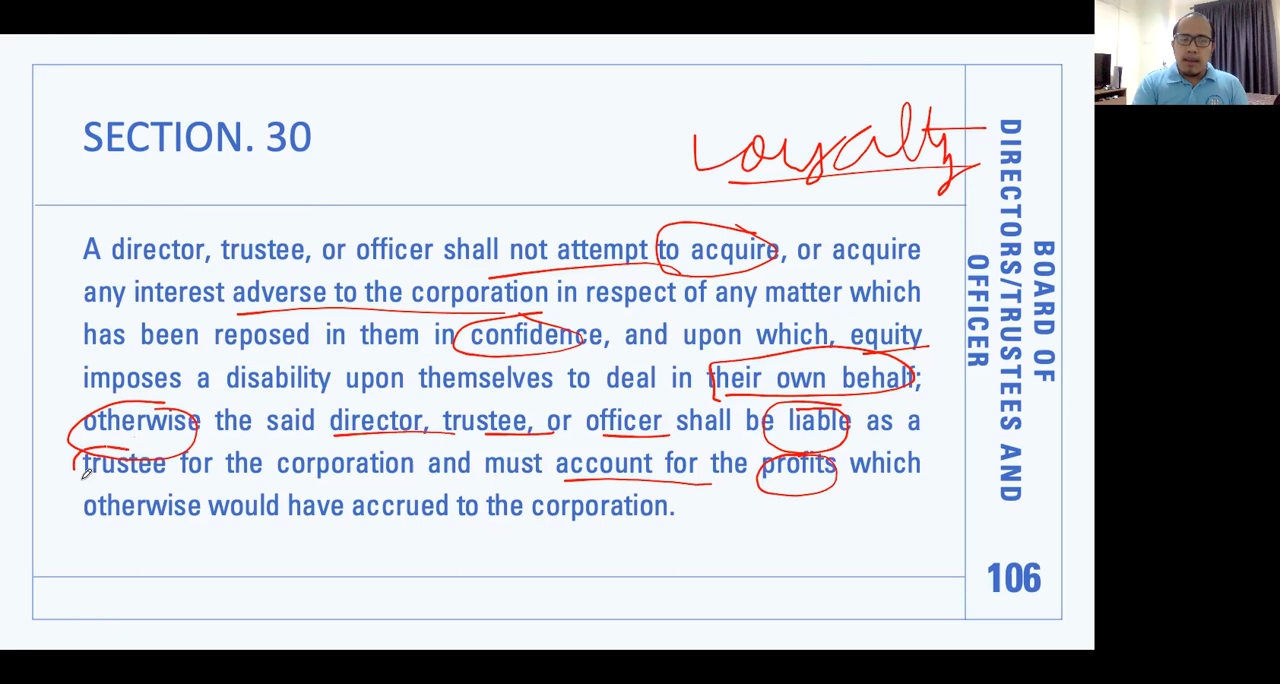 SECTION. 30
Loyalty
A director, trustee, or officer shall not attempt to acquire, or acquire
any interest adverse to the corporation in respect of any matter which
has been reposed in them in confidence, and upon which, equity
imposes a disability upon themselves to deal in their own behalf;
otherwise the said director, trustee, or officer shall be liable as a
trustee for the corporation and must account for the profits which
otherwise would have accrued to the corporation.
BOARD OF
DIRECTORS/TRUSTEES AND
OFFICER
106